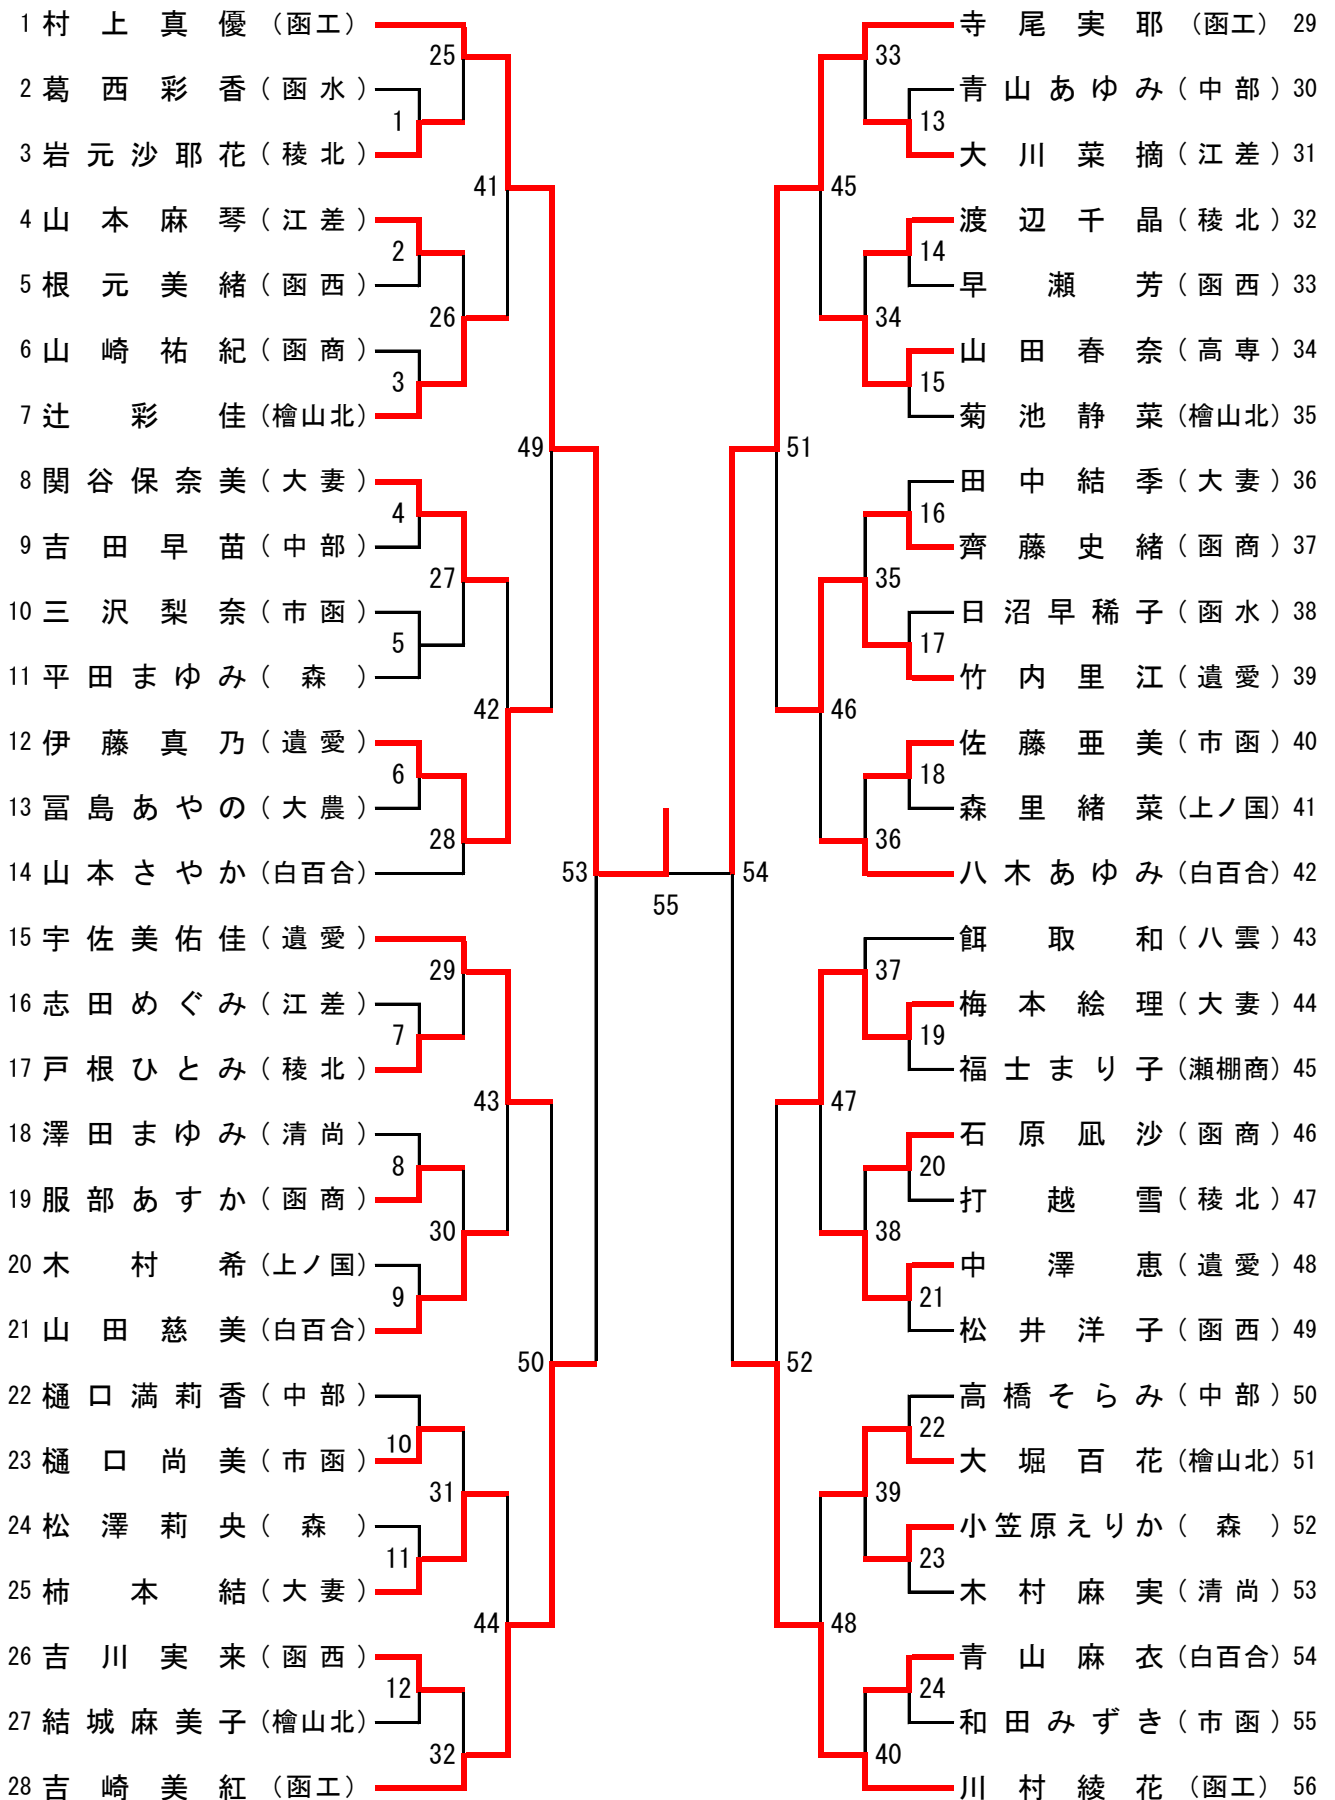 1 村上真優 (函工)
2 葛西彩香 (函水)
3 岩元沙耶花 (稜北)
4 山本麻琴 (江差)
5 根元美緒 (函西)
6 山崎祐紀 (函商)
7 辻彩佳 (檜山北)
8 関谷保奈美 (大妻)
9 吉田早苗 (中部)
10 三沢梨奈 (市函)
11 平田まゆみ (森)
12 伊藤真乃 (遺愛)
13 冨島あやの (大農)
14 山本さやか (白百合)
15 宇佐美佑佳 (遺愛)
16 志田めぐみ (江差)
17 戸根ひとみ (稜北)
18 澤田まゆみ (清尚)
19 服部あすか (函商)
20 木村希 (上ノ国)
21 山田慈美 (白百合)
22 樋口満莉香 (中部)
23 樋口尚美 (市函)
24 松澤莉央 (森)
25 柿本結 (大妻)
26 吉川実来 (函西)
27 結城麻美子 (檜山北)
28 吉崎美紅 (函工)
25
1
41
2
26
3
49
4
27
5
42
6
28
53
29
7
43
8
30
9
50
10
31
11
44
12
32
55
33
13
45
14
34
15
51
16
35
17
46
18
36
54
37
19
47
20
38
21
52
22
39
23
48
24
40
寺尾実耶 (函工) 29
青山あゆみ (中部) 30
大川菜摘 (江差) 31
渡辺千晶 (稜北) 32
早瀬芳 (函西) 33
山田春奈 (高専) 34
菊池静菜 (檜山北) 35
田中結季 (大妻) 36
齊藤史緒 (函商) 37
日沼早稀子 (函水) 38
竹内里江 (遺愛) 39
佐藤亜美 (市函) 40
森里緒菜 (上ノ国) 41
八木あゆみ (白百合) 42
餌取和 (八雲) 43
梅本絵理 (大妻) 44
福士まり子 (瀬棚商) 45
石原凪沙 (函商) 46
打越雪 (稜北) 47
中澤恵 (遺愛) 48
松井洋子 (函西) 49
高橋そらみ (中部) 50
大堀百花 (檜山北) 51
小笠原えりか (森) 52
木村麻実 (清尚) 53
青山麻衣 (白百合) 54
和田みずき (市函) 55
川村綾花 (函工) 56